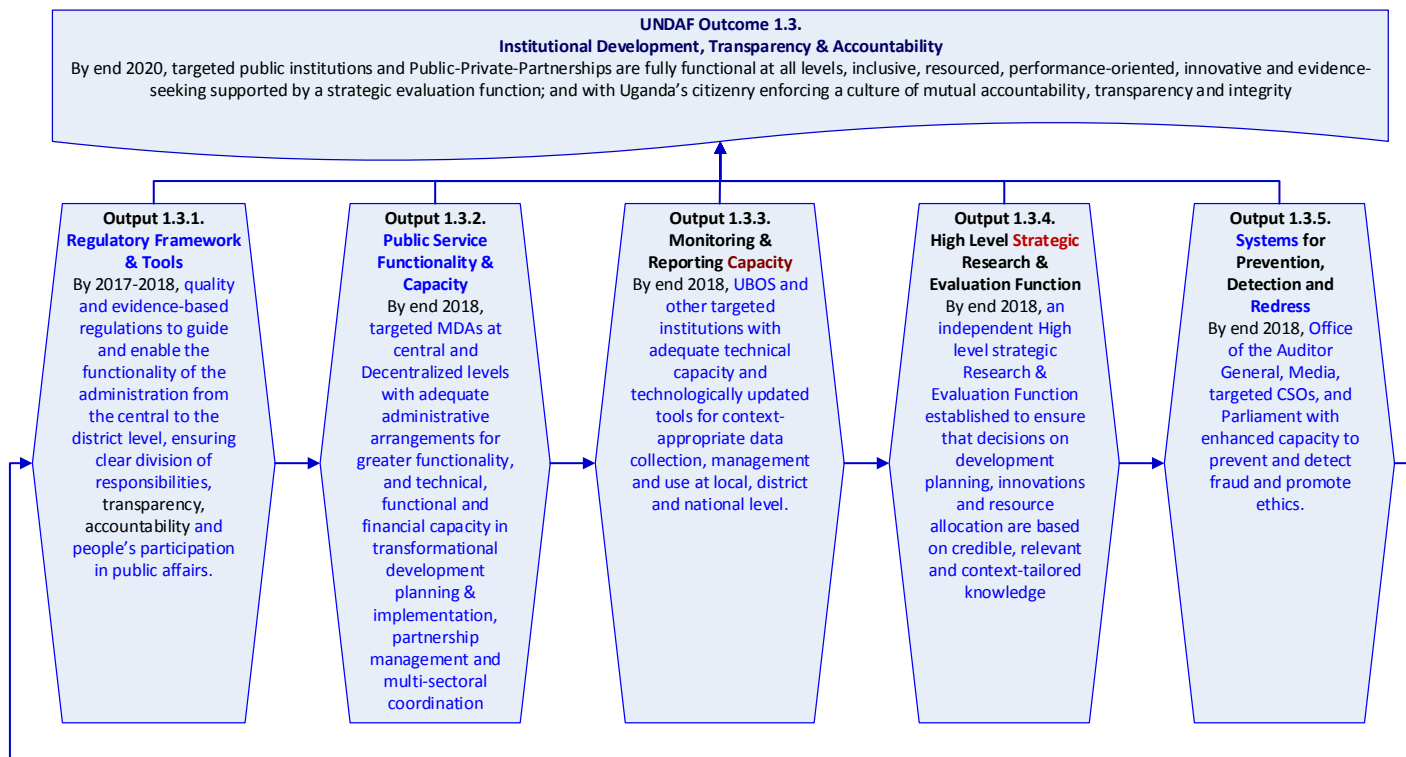 UNDAF Outcome 1.3.
Institutional Development, Transparency & Accountability
By end 2020, targeted public institutions and Public-Private-Partnerships are fully functional at all levels, inclusive, resourced, performance-oriented, innovative and evidence-
seeking supported by a strategic evaluation function; and with Uganda's citizenry enforcing a culture of mutual accountability, transparency and integrity
Output 1.3.1.
Regulatory Framework
& Tools
By 2017-2018, quality
and evidence-based
regulations to guide
and enable the
functionality of the
administration from
the central to the
district level, ensuring
clear division of
responsibilities,
transparency,
accountability and
people's participation
in public affairs.
Output 1.3.2.
Public Service
Functionality &
Capacity
By end 2018,
targeted MDAs at
central and
Decentralized levels
with adequate
administrative
arrangements for
greater functionality,
and technical,
functional and
financial capacity in
transformational
development
planning &
implementation,
partnership
management and
multi-sectoral
coordination
Output 1.3.3.
Monitoring &
Reporting Capacity
By end 2018, UBOS and
other targeted
institutions with
adequate technical
capacity and
technologically updated
tools for context-
appropriate data
collection, management
and use at local, district
and national level.
Output 1.3.4.
High Level Strategic
Research &
Evaluation Function
By end 2018, an
independent High
level strategic
Research &
Evaluation Function
established to ensure
that decisions on
development
planning, innovations
and resource
allocation are based
on credible, relevant
and context-tailored
knowledge
Output 1.3.5.
Systems for
Prevention,
Detection and
Redress
By end 2018, Office
of the Auditor
General, Media,
targeted CSOs, and
Parliament with
enhanced capacity to
prevent and detect
fraud and promote
ethics.